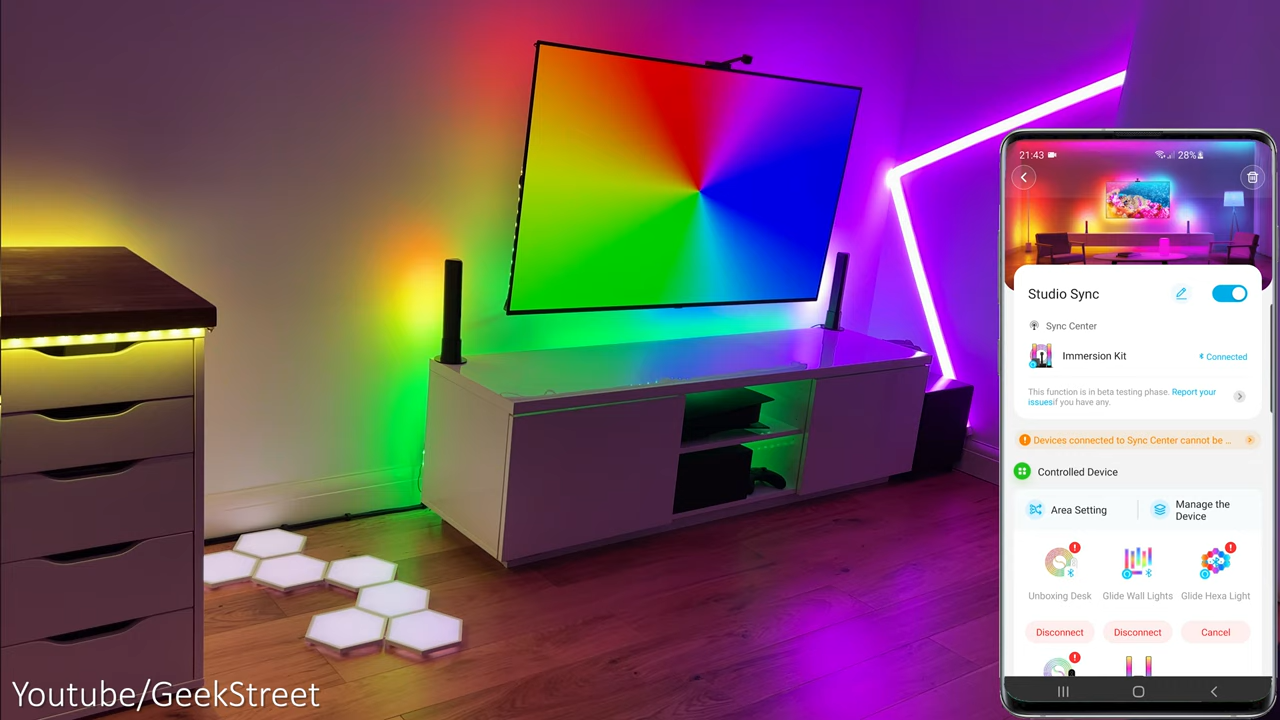 21:43
28%
Studio Sync
Sync Center
Immersion Kit
Connected
This function is in beta testing phase. Report your
issuesif you have any.
Devices connected to Sync Center cannot be ...
Controlled Device
Area Setting
Manage the
Device
Unboxing Desk
Glide Wall Lights
Glide Hexa Light
Disconnect
Disconnect
Cancel
Youtube/GeekStreet